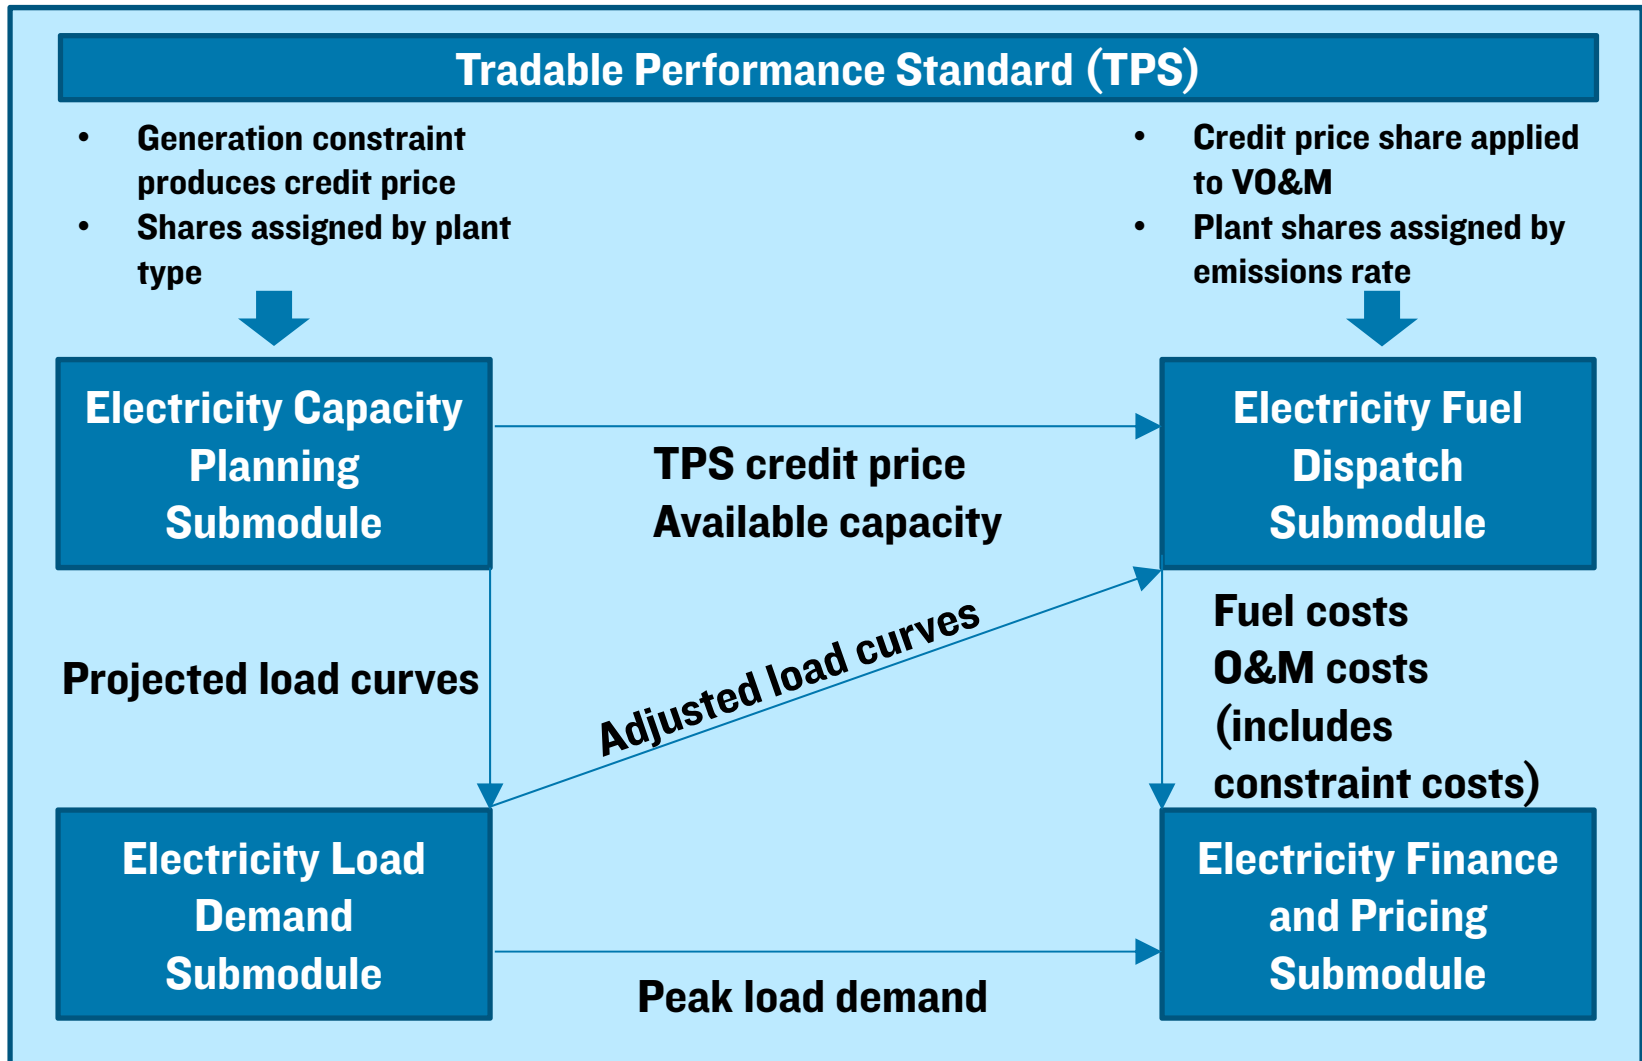 Tradable Performance Standard (TPS)
• Generation constraint
produces credit price
• Shares assigned by plant
type
• Credit price share applied
to VO&M
• Plant shares assigned by
emissions rate
Electricity Capacity
Planning
Submodule
TPS credit price
Available capacity
Electricity Fuel
Dispatch
Submodule
Projected load curves
Adjusted load curves
Fuel costs
O&M costs
(includes
constraint costs)
Electricity Load
Demand
Submodule
Peak load demand
Electricity Finance
and Pricing
Submodule